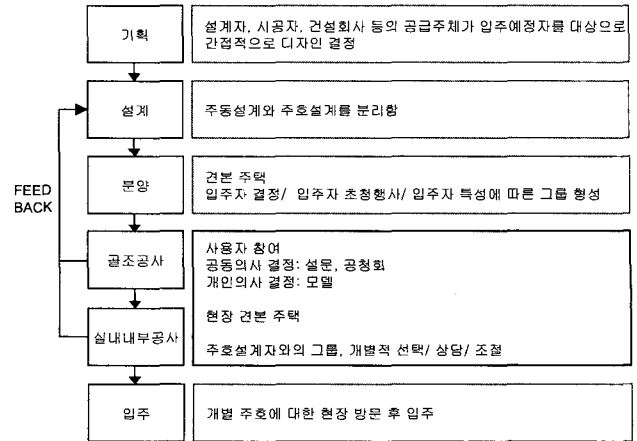 기획
설계자, 시공자, 건설회사 등의 공급주체가 입주예정자를 대상으로
간접적으로 디자인 결정
설계
주동설계와 주호설계를 분리함
FEED
BACK
분양
견본 주택
입주자 결정/ 입주자 초청행사/ 입주자 특성에 따른 그룹 형성
골조공사
사용자 참여
공동의사 결정: 설문, 공청회
개인의사 결정: 모델
현장 견본 주택
실내내부공사
주호설계자와의 그룹, 개별적 선택/ 상담/ 조절
입주
개별 주호에 대한 현장 방문 후 입주